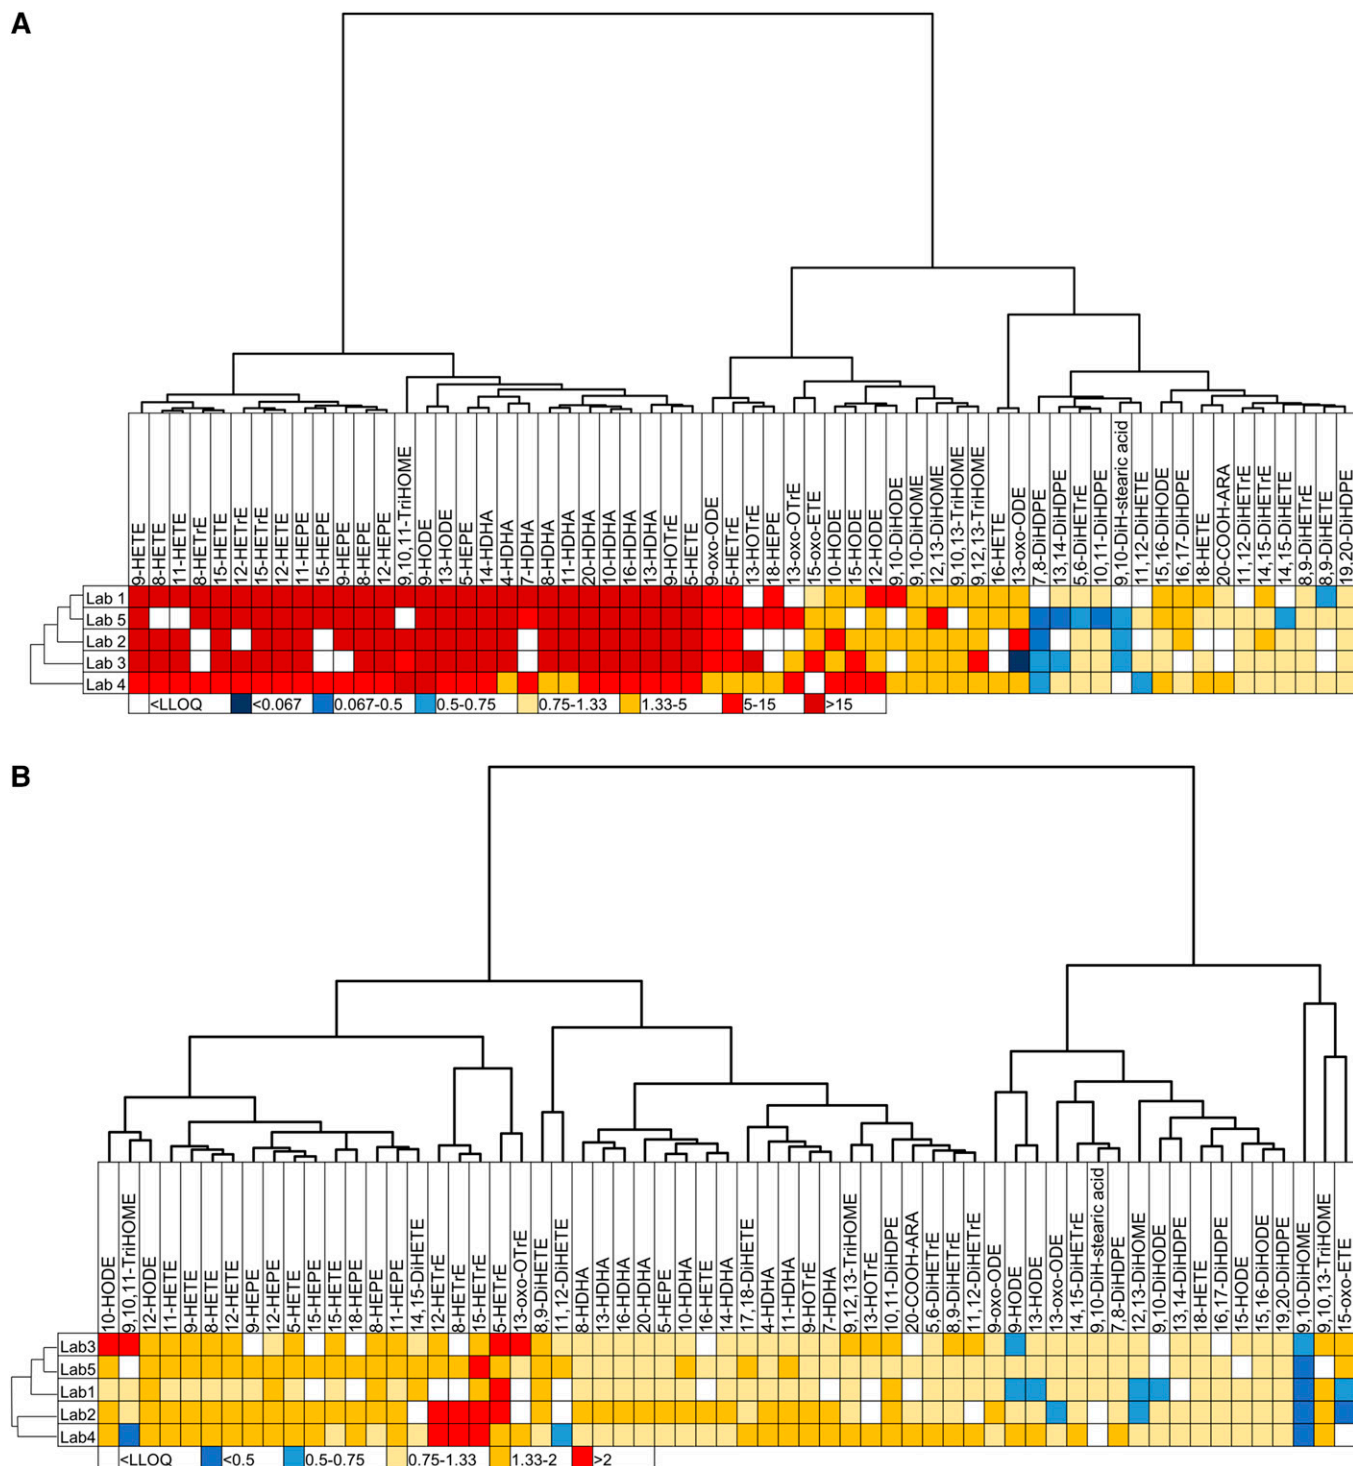 A
9-HETE
8-HETE
11-HETE
8-HETrE
15-HETE
12-HETrE
15-HETrE
12-HETE
11-HEPE
15-HEPE
9-HEPE
8-HEPE
12-HEPE
9,10,11-TriHOME
9-HODE
13-HODE
5-HEPE
14-HDHA
4-HDHA
7-HDHA
8-HDHA
11-HDHA
20-HDHA
10-HDHA
16-HDHA
13-HDHA
9-HOTrE
5-HETE
9-oxo-ODE
5-HETrE
13-HOTrE
18-HEPE
13-oxo-OTrE
15-oxo-ETE
10-HODE
15-HODE
12-HODE
9,10-DiHODE
9,10-DiHOME
12,13-DiHOME
9,10,13-TriHOME
9,12,13-TriHOME
16-HETE
13-oxo-ODE
7,8-DiHDPE
13,14-DiHDPE
5,6-DiHETrE
10,11-DiHDPE
9,10-DiH-stearic acid
11,12-DiHETE
15,16-DiHODE
16,17-DiHDPE
18-HETE
20-COOH-ARA
11,12-DiHETrE
14,15-DiHETrE
14,15-DiHETE
8,9-DiHETrE
8,9-DiHETE
19,20-DiHDPE
Lab 1
Lab 5
Lab 2
Lab 3
Lab 4
<LLOQ <0.067 0.067-0.5 0.5-0.75 0.75-1.33 1.33-5 5-15 >15
B
10-HODE
9,10,11-TriHOME
12-HODE
11-HETE
9-HETE
8-HETE
12-HETE
9-HEPE
12-HEPE
5-HETE
15-HEPE
15-HETE
18-HEPE
8-HEPE
11-HEPE
14,15-DiHETE
12-HETrE
8-HETrE
15-HETrE
5-HETrE
13-oxo-OTrE
8,9-DiHETE
11,12-DiHETE
8-HDHA
13-HDHA
16-HDHA
20-HDHA
5-HEPE
10-HDHA
16-HETE
14-HDHA
17,18-DiHETE
4-HDHA
11-HDHA
9-HOTrE
7-HDHA
9,12,13-TriHOME
13-HOTrE
10,11-DiHDPE
20-COOH-ARA
5,6-DiHETrE
8,9-DiHETrE
11,12-DiHETrE
9-oxo-ODE
9-HODE
13-HODE
13-oxo-ODE
14,15-DiHETrE
9,10-DiH-stearic acid
7,8-DiHDPE
12,13-DiHOME
9,10-DiHODE
13,14-DiHDPE
18-HETE
16,17-DiHDPE
15-HODE
15,16-DiHODE
19,20-DiHDPE
9,10-DiHOME
9,10,13-TriHOME
15-oxo-ETE
Lab3
Lab5
Lab1
Lab2
Lab4
<LLOQ <0.5 0.5-0.75 0.75-1.33 1.33-2 >2